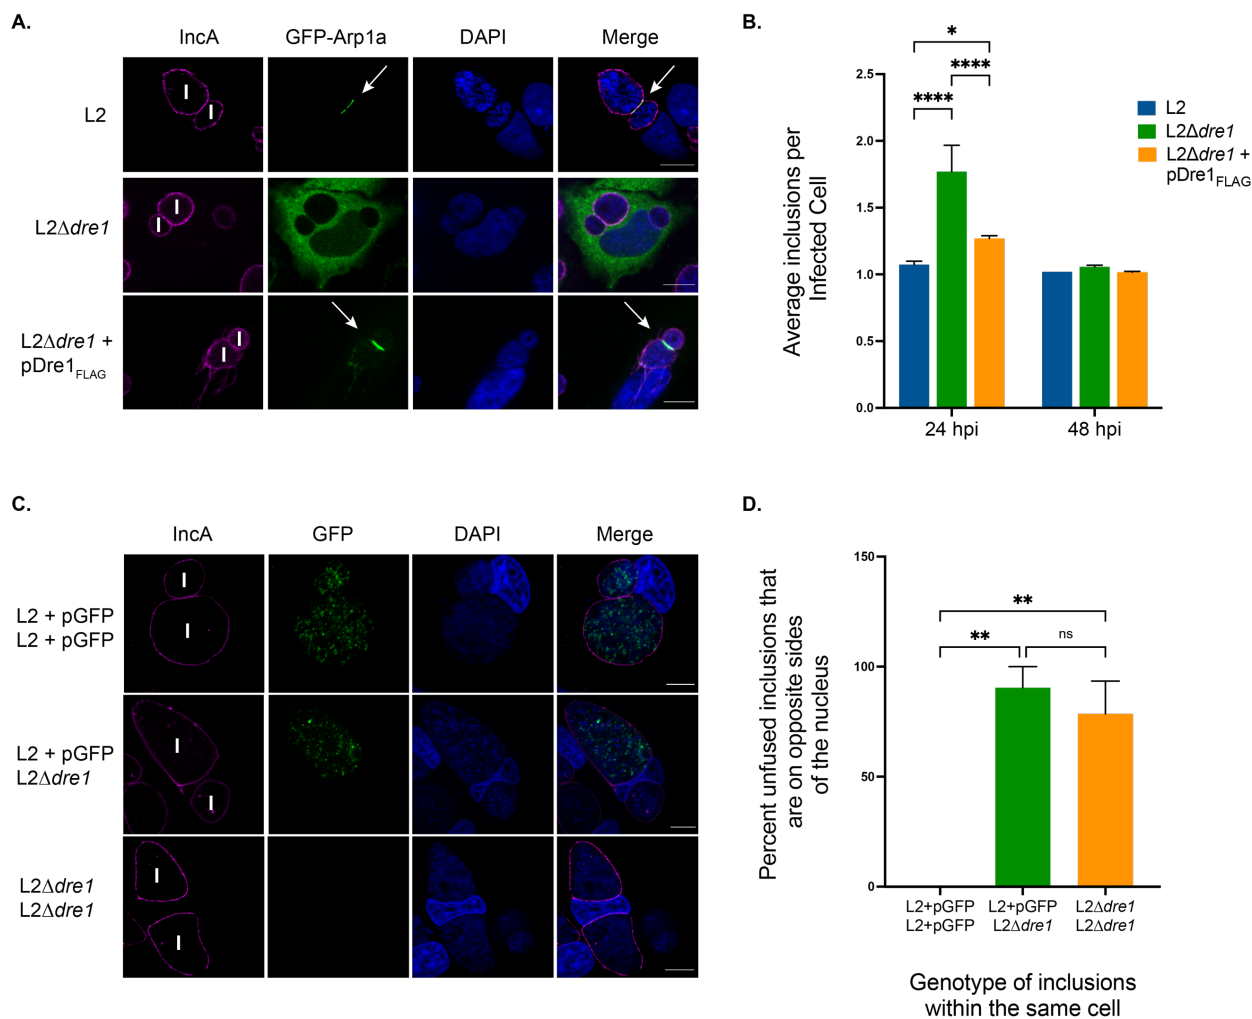 A.
IncA GFP-Arp1a DAPI Merge
L2
I
I
L2Δdre1
I
I
L2Δdre1 +
pDre1FLAG
I
I
B.
Average inclusions per
Infected Cell
2.5
2.0
1.5
1.0
0.5
0.0
*
****
****
24 hpi 48 hpi
L2
L2Δdre1
L2Δdre1 +
pDre1FLAG
C.
IncA GFP DAPI Merge
L2 + pGFP
L2 + pGFP
I
I
L2 + pGFP
L2Δdre1
I
I
L2Δdre1
L2Δdre1
I
I
D.
Percent unfused inclusions that
are on opposite sides
of the nucleus
150
100
50
0
**
**
ns
L2+pGFP L2+pGFP L2Δdre1
L2+pGFP L2Δdre1 L2Δdre1
Genotype of inclusions
within the same cell